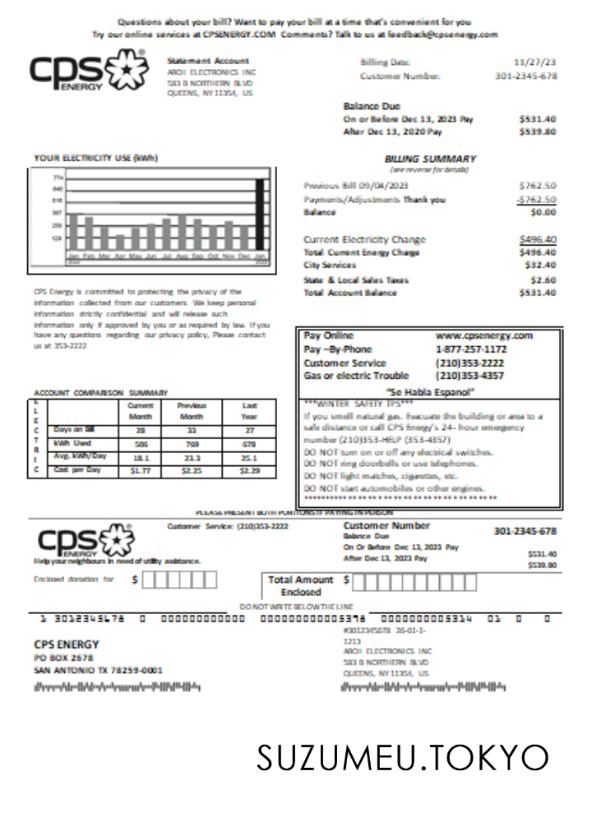 Questions about your bill? Want to pay your bill at a time that's convenient for you
Try our online services at CPSENERGY.COM Comments? Talk to us at feedback@cpsenergy.com
cps ENERGY
Statement Account
ARCH ELECTRONICS INC
583 B NORTHERN BLVD
QUEENS, NY 11354, US
Billing Date: 11/27/23
Customer Number: 301-2345-678
Balance Due
On or Before Dec 13, 2023 Pay $531.40
After Dec 13, 2020 Pay $539.80
YOUR ELECTRICITY USE (kWh)
774
645
516
387
258
129
Jan Feb Mar Apr May Jun Jul Aug Sep Oct Nov Dec Jan
BILLING SUMMARY
(see reverse for details)
Previous Bill 09/04/2023 $762.50
Payments/Adjustments Thank you -$762.50
Balance $0.00
Current Electricity Change $496.40
Total Current Energy Charge $496.40
City Services $32.40
State & Local Sales Taxes $2.60
Total Account Balance $531.40
CPS Energy is committed to protecting the privacy of the
information collected from our customers. We keep personal
information strictly confidential and will release such
information only if approved by you or as required by law. If you
have any questions regarding our privacy policy, Please contact
us at 353-2222
Pay Online www.cpsenergy.com
Pay –By-Phone 1-877-257-1172
Customer Service (210)353-2222
Gas or electric Trouble (210)353-4357
"Se Habla Espanol"
***WINTER SAFETY TPS***
If you smell natural gas. Evacuate the building or area to a
safe distance or call CPS Energy's 24- hour emergency
number (210)353-HELP (353-4357)
DO NOT turn on or off any electrical switches.
DO NOT ring doorbells or use telephones.
DO NOT light matches, cigarettes, etc.
DO NOT start automobiles or other engines.
ACCOUNT COMPARISON SUMMARY
ELECTRIC
Current Month Previous Month Last Year
Days on Bill 28 33 27
kWh Used 506 769 678
Avg. kWh/Day 18.1 23.3 25.1
Cost per Day $1.77 $2.25 $2.29
PLEASE PRESENT BOTH PORTIONS IF PAYING IN PERSON
cps ENERGY
Customer Service: (210)353-2222
Help your neighbours in need of utility assistance.
Customer Number 301-2345-678
Balance Due
On Or Before Dec 13, 2023 Pay $531.40
After Dec 13, 2023 Pay $539.80
Enclosed donation for $
Total Amount Enclosed $
DO NOT WRITE BELOW THE LINE
1 3012345678 0 000000000000 0000000000005398 000000000005314 01 0 0
CPS ENERGY
PO BOX 2678
SAN ANTONIO TX 78259-0001
#3012345678 26-01-1-
1213
ARCH ELECTRONICS INC
583 B NORTHERN BLVD
QUEENS, NY 11354, US
SUZUMEU.TOKYO